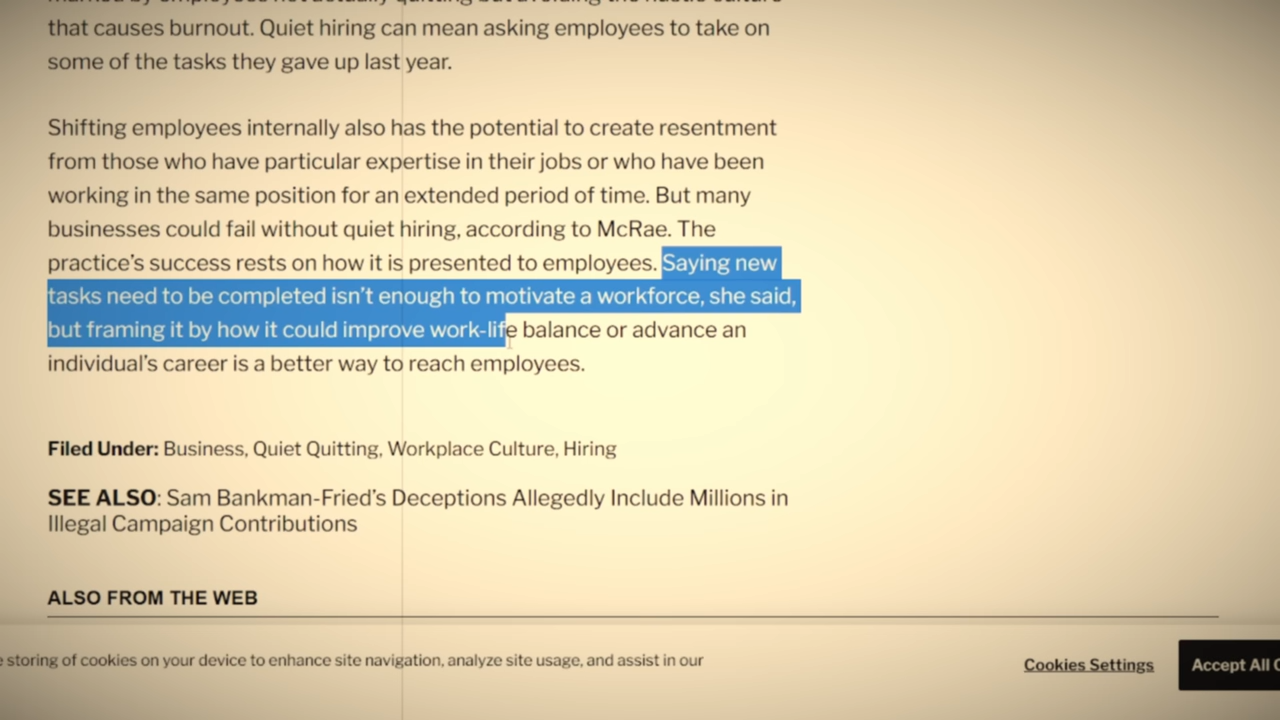 that causes burnout. Quiet hiring can mean asking employees to take on
some of the tasks they gave up last year.
Shifting employees internally also has the potential to create resentment
from those who have particular expertise in their jobs or who have been
working in the same position for an extended period of time. But many
businesses could fail without quiet hiring, according to McRae. The
practice’s success rests on how it is presented to employees. Saying new
tasks need to be completed isn’t enough to motivate a workforce, she said,
but framing it by how it could improve work-life balance or advance an
individual’s career is a better way to reach employees.
Filed Under: Business, Quiet Quitting, Workplace Culture, Hiring
SEE ALSO: Sam Bankman-Fried’s Deceptions Allegedly Include Millions in
Illegal Campaign Contributions
ALSO FROM THE WEB
storing of cookies on your device to enhance site navigation, analyze site usage, and assist in our
Cookies Settings
Accept All